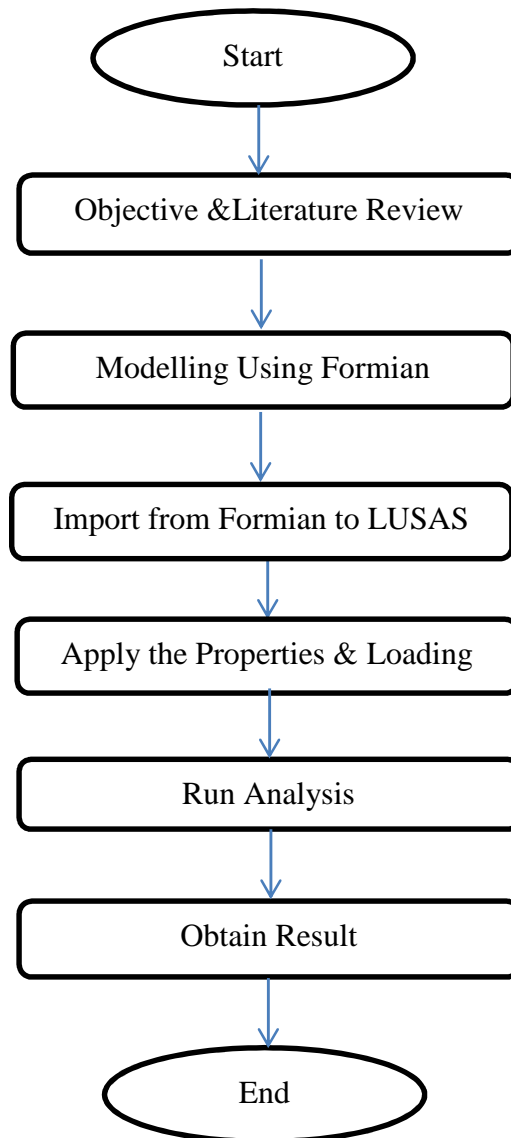 Start
Objective &Literature Review
Modelling Using Formian
Import from Formian to LUSAS
Apply the Properties & Loading
Run Analysis
Obtain Result
End